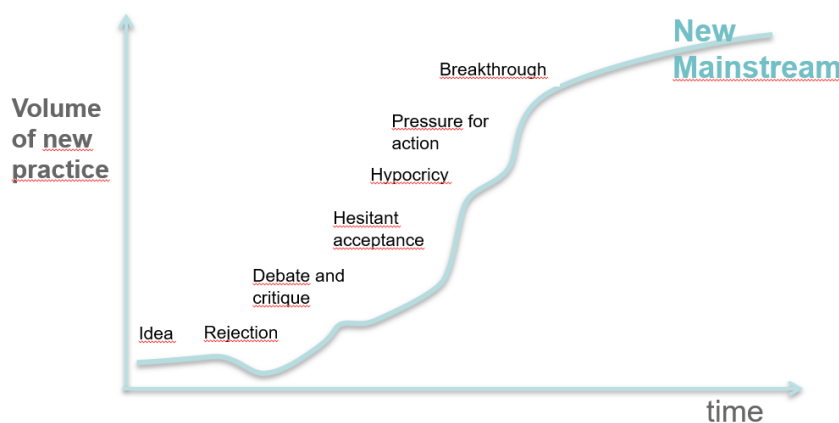 New
Mainstream
Breakthrough
Volume
of new
practice
Pressure for
action
Hypocricy
Hesitant
acceptance
Debate and
critique
Idea
Rejection
time